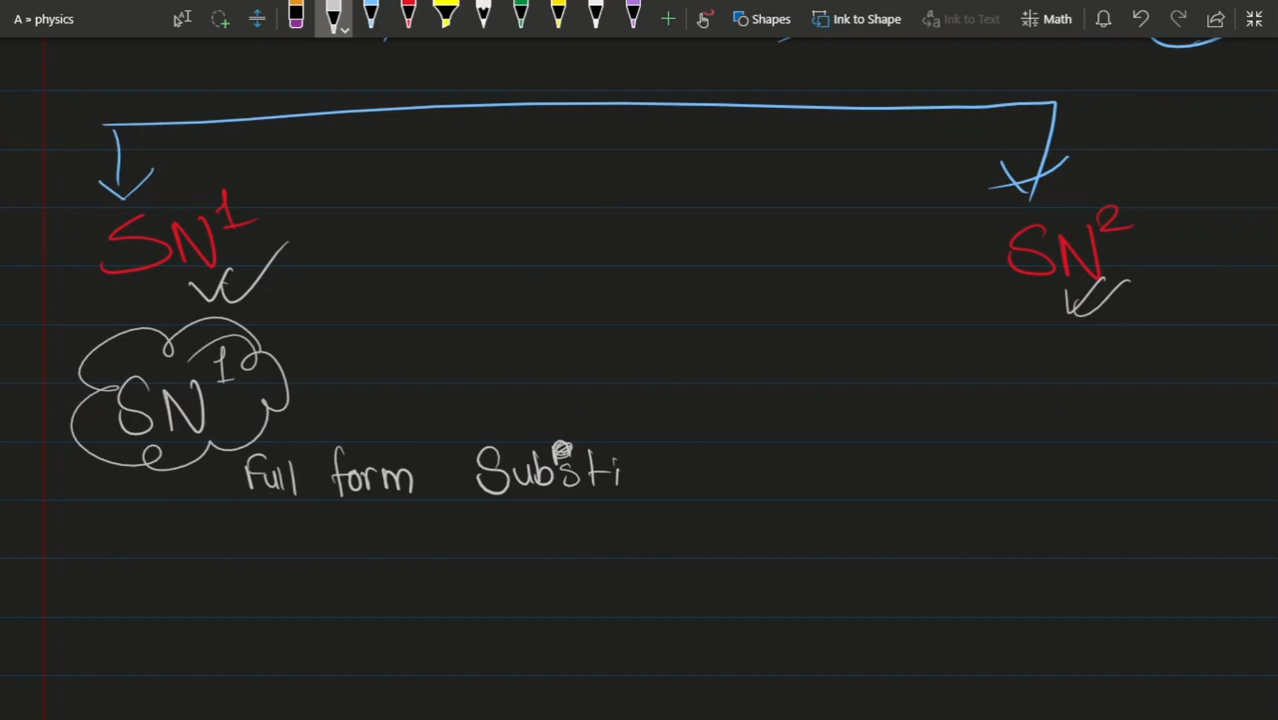 A » physics Shapes Ink to Shape Ink to Text Math
SN¹ SN²
SN¹
Full form Substi